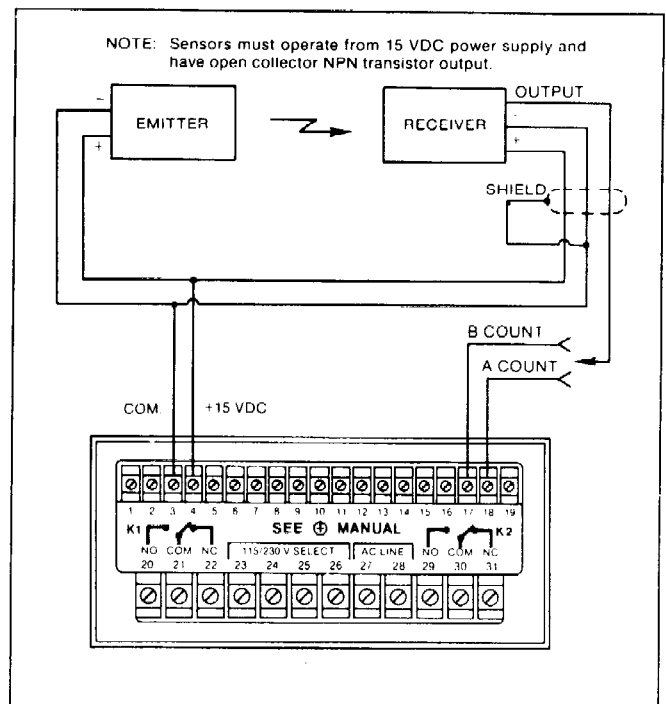 NOTE: Sensors must operate from 15 VDC power supply and
have open collector NPN transistor output.
OUTPUT
- EMITTER RECEIVER -
+ +
SHIELD
B COUNT
A COUNT
COM. +15 VDC
1 2 3 4 5 6 7 8 9 10 11 12 13 14 15 16 17 18 19
K1 SEE MANUAL K2
NO COM NC 115/230 V SELECT AC LINE NO COM NC
20 21 22 23 24 25 26 27 28 29 30 31